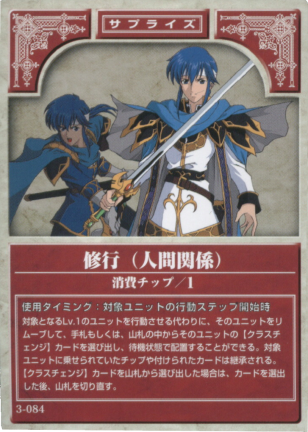 サプライズ
修行（人間関係）
消費チップ／1
使用タイミング：対象ユニットの行動ステップ開始時
対象となるLv.1のユニットを行動させる代わりに、そのユニットをリ
ムーブして、手札もしくは、山札の中からそのユニットの【クラスチ
ェンジ】カードを選び出し、待機状態で配置することができる。対象
ユニットに乗せられていたチップや付けられたカードは継承される。
【クラスチェンジ】カードを山札から選び出した場合は、カードを選出
した後、山札を切り直す。
3-084